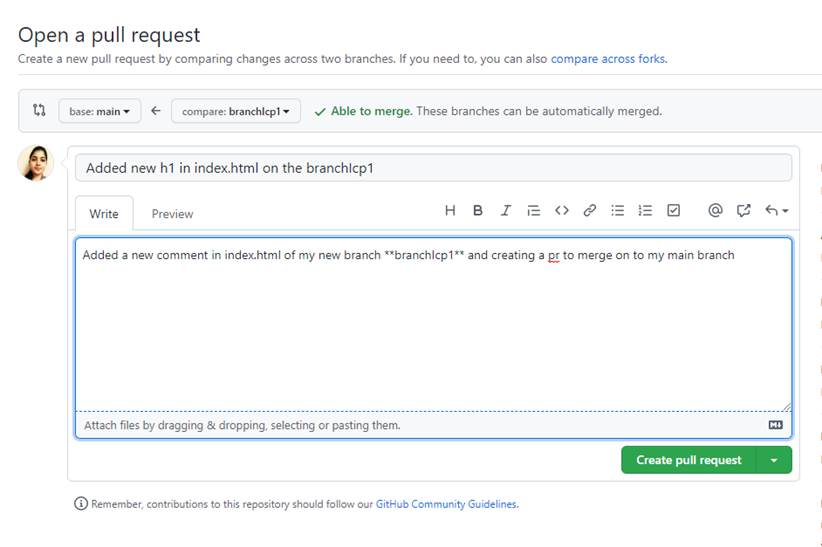 Open a pull request
Create a new pull request by comparing changes across two branches. If you need to, you can also compare across forks.
base: main
compare: branchlcp1
Able to merge. These branches can be automatically merged.
Added new h1 in index.html on the branchlcp1
Write Preview
Added a new comment in index.html of my new branch **branchlcp1** and creating a pr to merge on to my main branch
Attach files by dragging & dropping, selecting or pasting them.
Create pull request
Remember, contributions to this repository should follow our GitHub Community Guidelines.